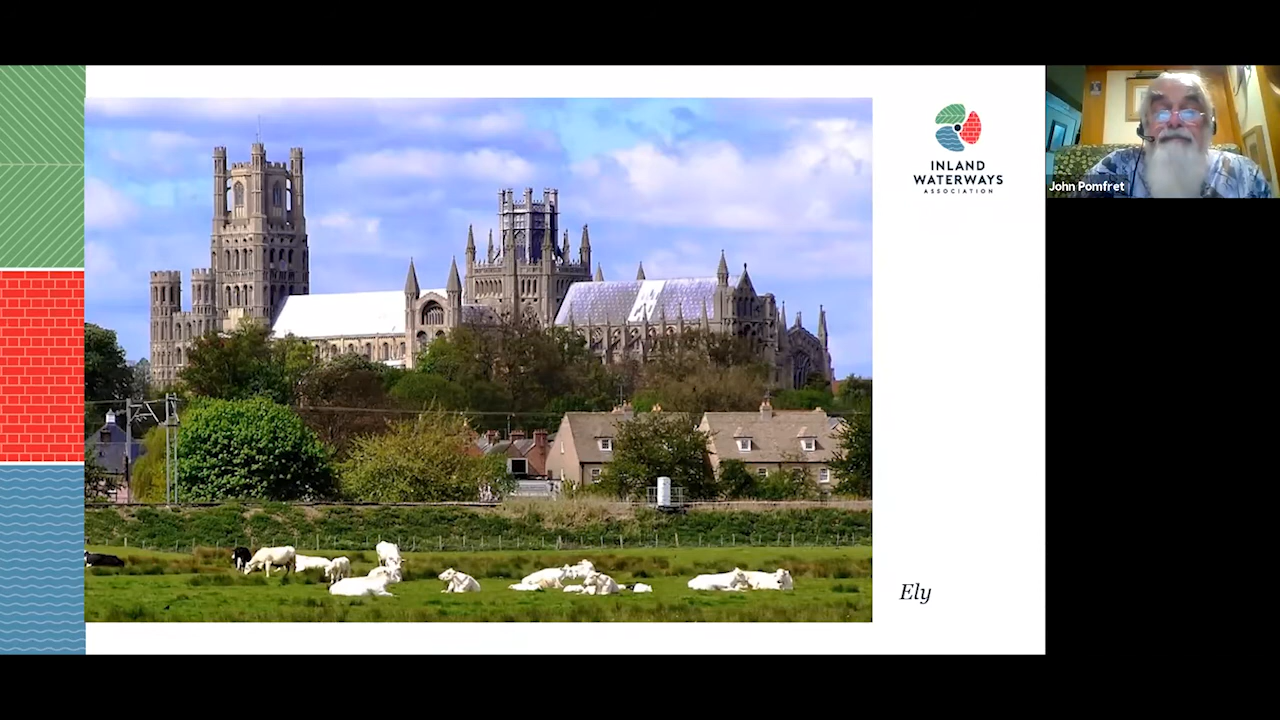 INLAND
WATERWAYS
ASSOCIATION
John Pomfret
Ely